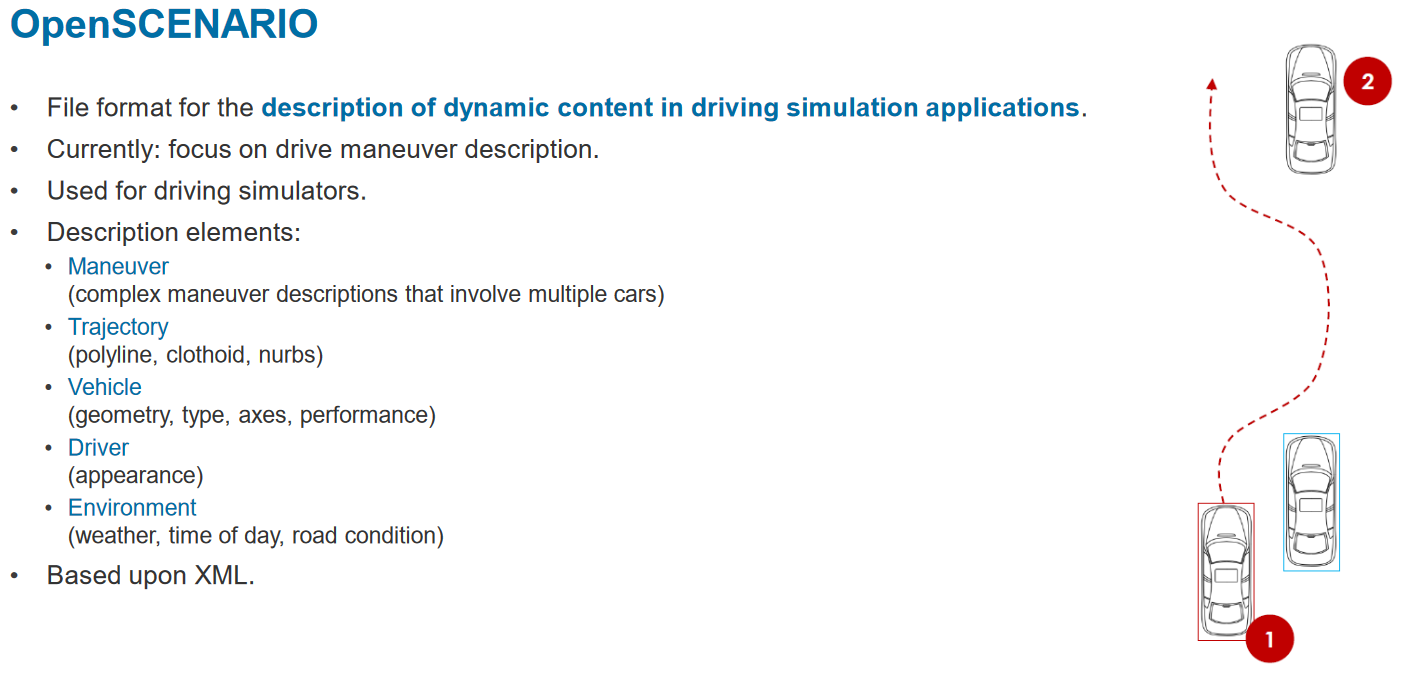 OpenSCENARIO
• File format for the description of dynamic content in driving simulation applications.
• Currently: focus on drive maneuver description.
• Used for driving simulators.
• Description elements:
• Maneuver
(complex maneuver descriptions that involve multiple cars)
• Trajectory
(polyline, clothoid, nurbs)
• Vehicle
(geometry, type, axes, performance)
• Driver
(appearance)
• Environment
(weather, time of day, road condition)
• Based upon XML.
2
1